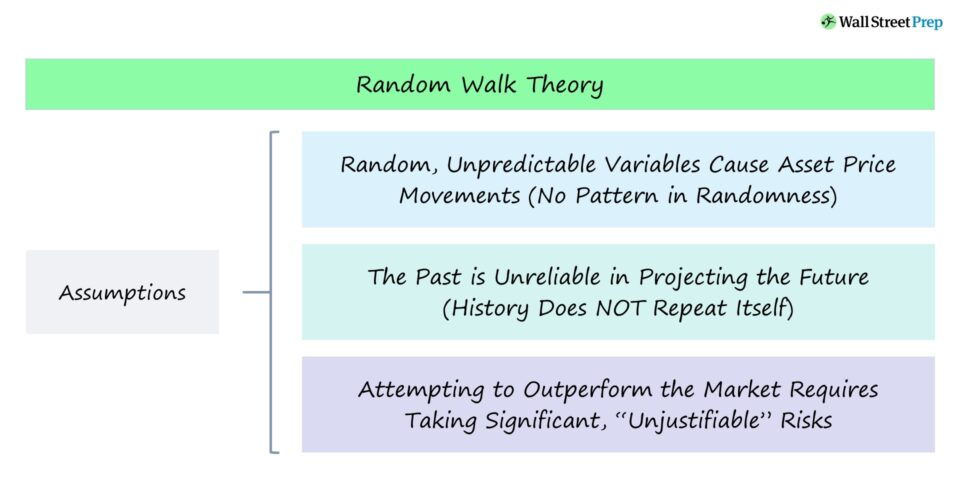 Wall Street Prep
Random Walk Theory
Assumptions
Random, Unpredictable Variables Cause Asset Price
Movements (No Pattern in Randomness)
The Past is Unreliable in Projecting the Future
(History Does NOT Repeat Itself)
Attempting to Outperform the Market Requires
Taking Significant, “Unjustifiable” Risks